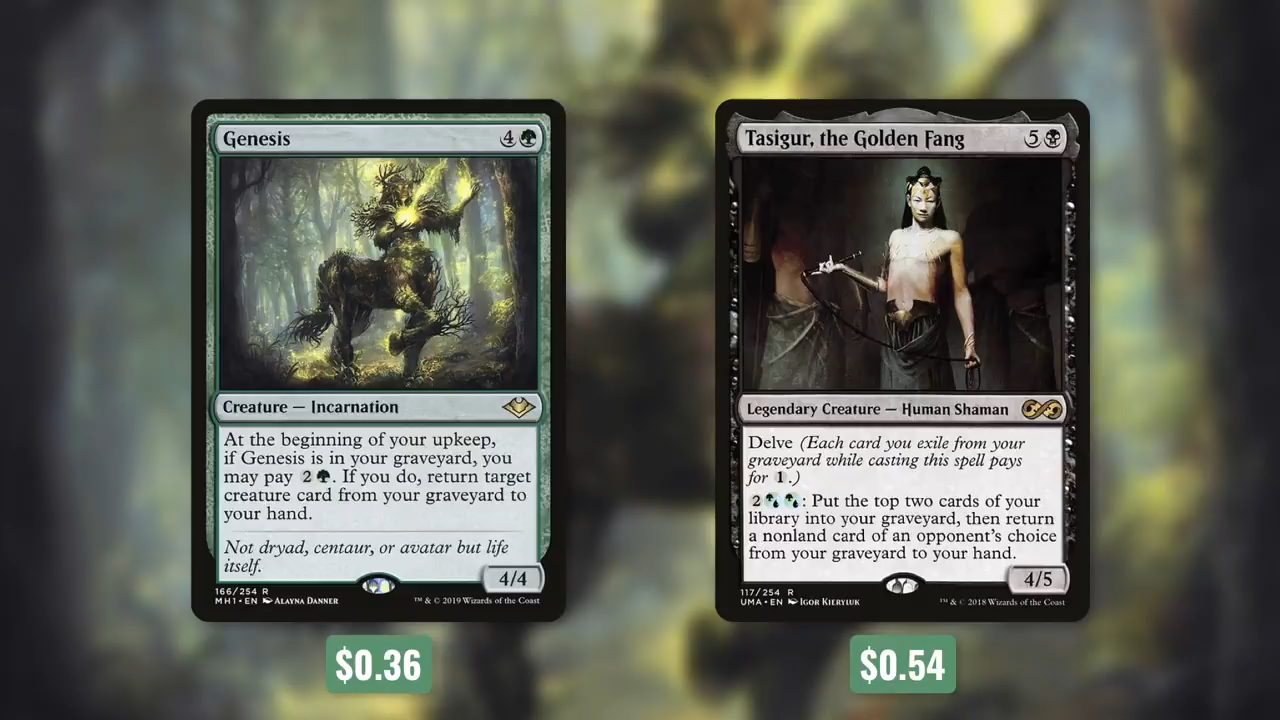 Genesis 4
Creature — Incarnation
At the beginning of your upkeep,
if Genesis is in your graveyard, you
may pay 2 . If you do, return target
creature card from your graveyard to
your hand.
Not dryad, centaur, or avatar but life
itself.
4/4
166/254 R
MH1 • EN ALAYNA DANNER
™ & © 2019 Wizards of the Coast
$0.36
Tasigur, the Golden Fang 5
Legendary Creature — Human Shaman
Delve (Each card you exile from your
graveyard while casting this spell pays
for 1.)
2 : Put the top two cards of your
library into your graveyard, then return
a nonland card of an opponent's choice
from your graveyard to your hand.
4/5
117/254 R
UMA • EN IGOR KIERYLUK
™ & © 2018 Wizards of the Coast
$0.54